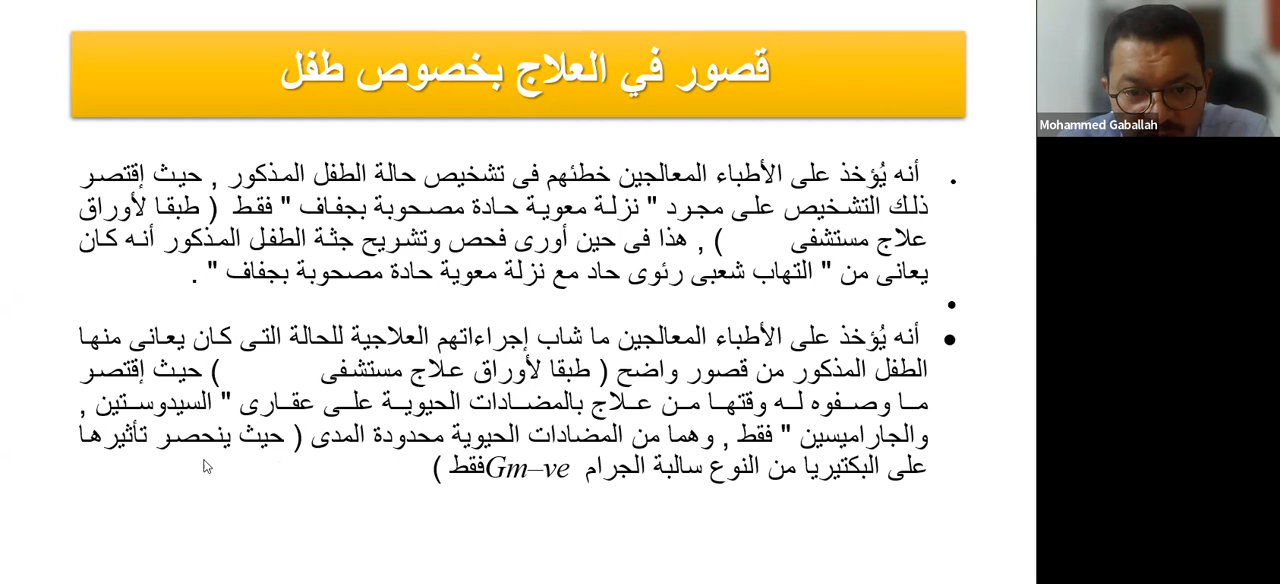 قصور في العلاج بخصوص طفل
Mohammed Gaballah
. أنه يُؤخذ على الأطباء المعالجين خطئهم فى تشخيص حالة الطفل المذكور , حيث إقتصر
ذلك التشخيص على مجرد " نزلة معوية حادة مصحوبة بجفاف " فقط ( طبقا لأوراق
علاج مستشفى ) , هذا فى حين أورى فحص وتشريح جثة الطفل المذكور أنه كان
يعانى من " التهاب شعبى رئوى حاد مع نزلة معوية حادة مصحوبة بجفاف " .
•
• أنه يُؤخذ على الأطباء المعالجين ما شاب إجراءاتهم العلاجية للحالة التى كان يعانى منها
الطفل المذكور من قصور واضح ( طبقا لأوراق علاج مستشفى ) حيث إقتصر
ما وصفوه له وقتها من علاج بالمضادات الحيوية على عقارى " السيدوستين ,
والجاراميسين " فقط , وهما من المضادات الحيوية محدودة المدى ( حيث ينحصر تأثيرها
على البكتيريا من النوع سالبة الجرام Gm–ve فقط )